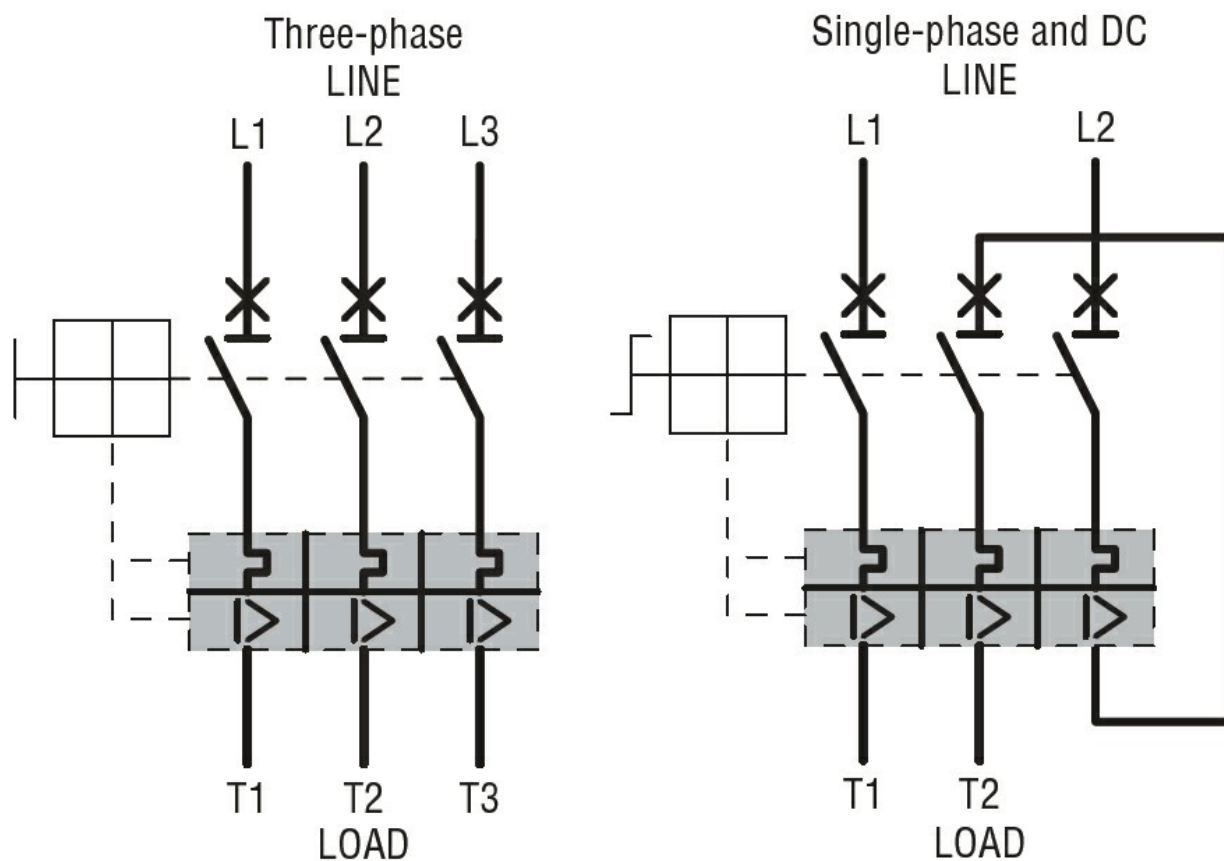 Three-phase
LINE
L1 L2 L3
T1 T2 T3
LOAD
Single-phase and DC
LINE
L1 L2
T1 T2
LOAD